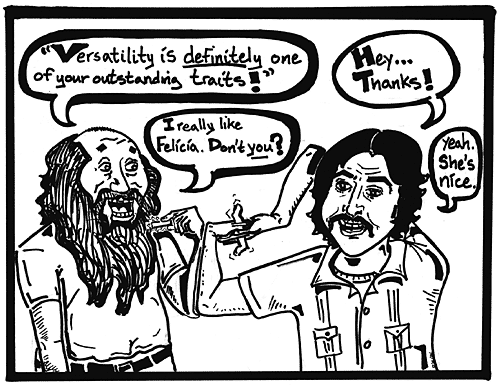 "Versatility is definitely one
of your outstanding traits!"
Hey...
Thanks!
I really like
Felicia. Don't you?
Yeah.
She's
nice.